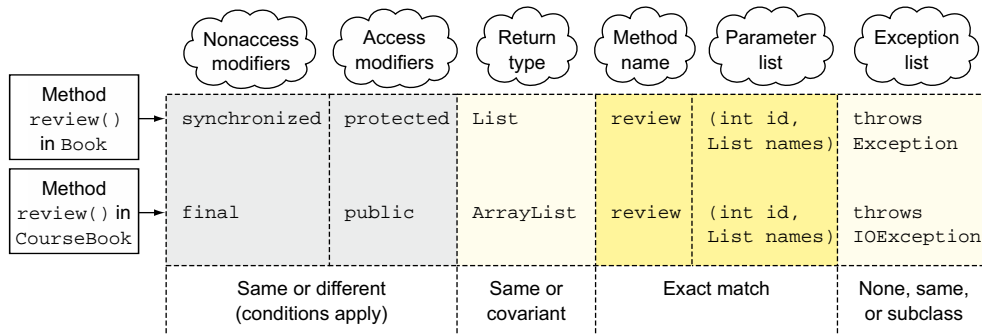 Nonaccess modifiers
Access modifiers
Return type
Method name
Parameter list
Exception list
Method review() in Book
synchronized
protected
List
review
(int id, List names)
throws Exception
Method review() in CourseBook
final
public
ArrayList
review
(int id, List names)
throws IOException
Same or different (conditions apply)
Same or covariant
Exact match
None, same, or subclass